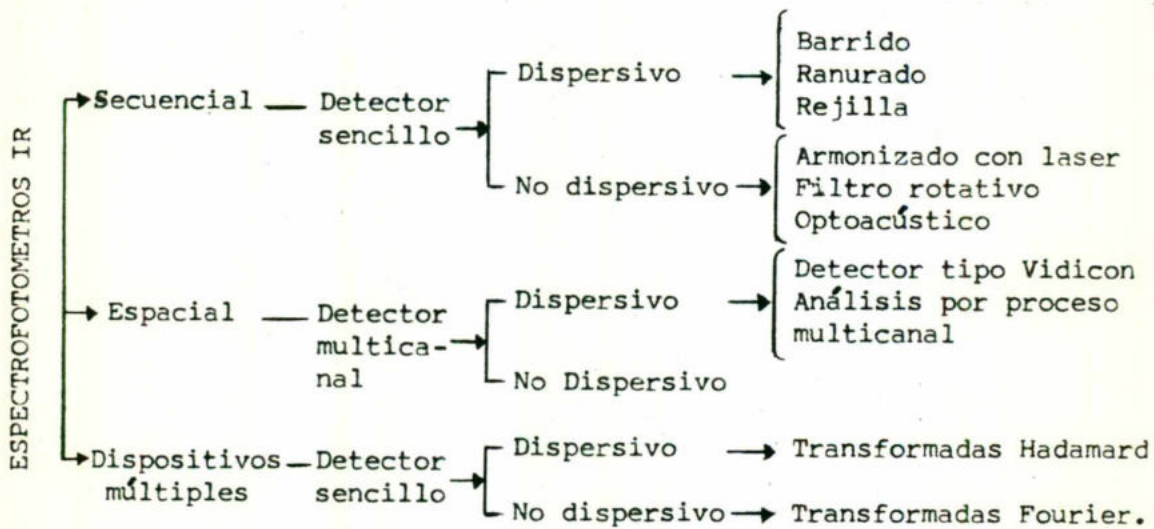 ESPECTROFOTOMETROS IR
Secuencial
Detector
sencillo
Dispersivo
Barrido
Ranurado
Rejilla
No dispersivo
Armonizado con laser
Filtro rotativo
Optoacústico
Espacial
Detector
multica-
nal
Dispersivo
Detector tipo Vidicon
Análisis por proceso
multicanal
No Dispersivo
Dispositivos
múltiples
Detector
sencillo
Dispersivo
Transformadas Hadamard
No dispersivo
Transformadas Fourier.